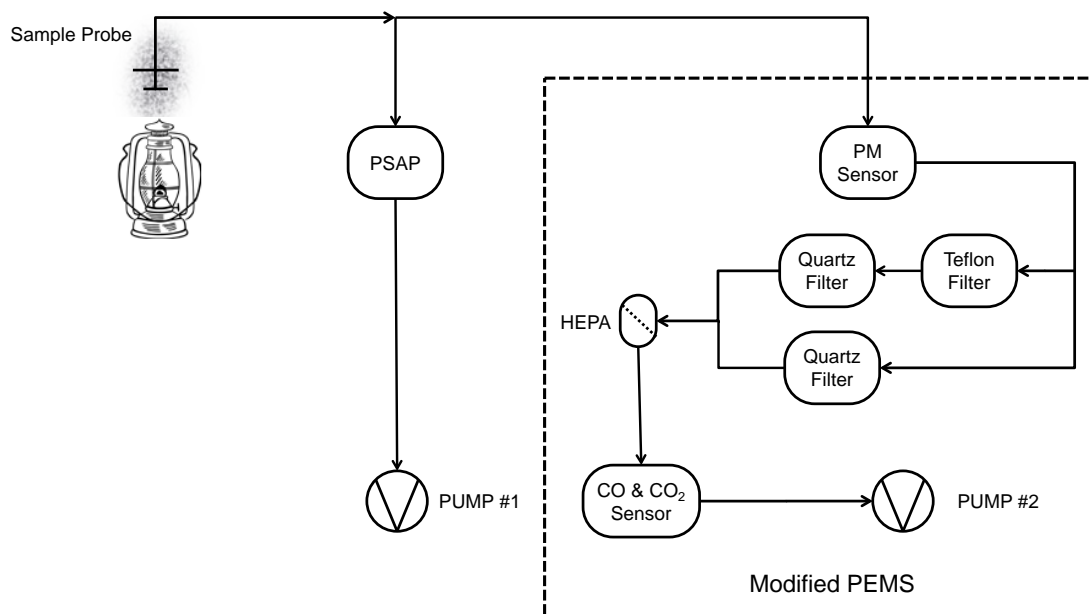 Sample Probe
PSAP
PM
Sensor
Quartz
Filter
Teflon
Filter
HEPA
Quartz
Filter
CO & CO₂
Sensor
PUMP #1
PUMP #2
Modified PEMS